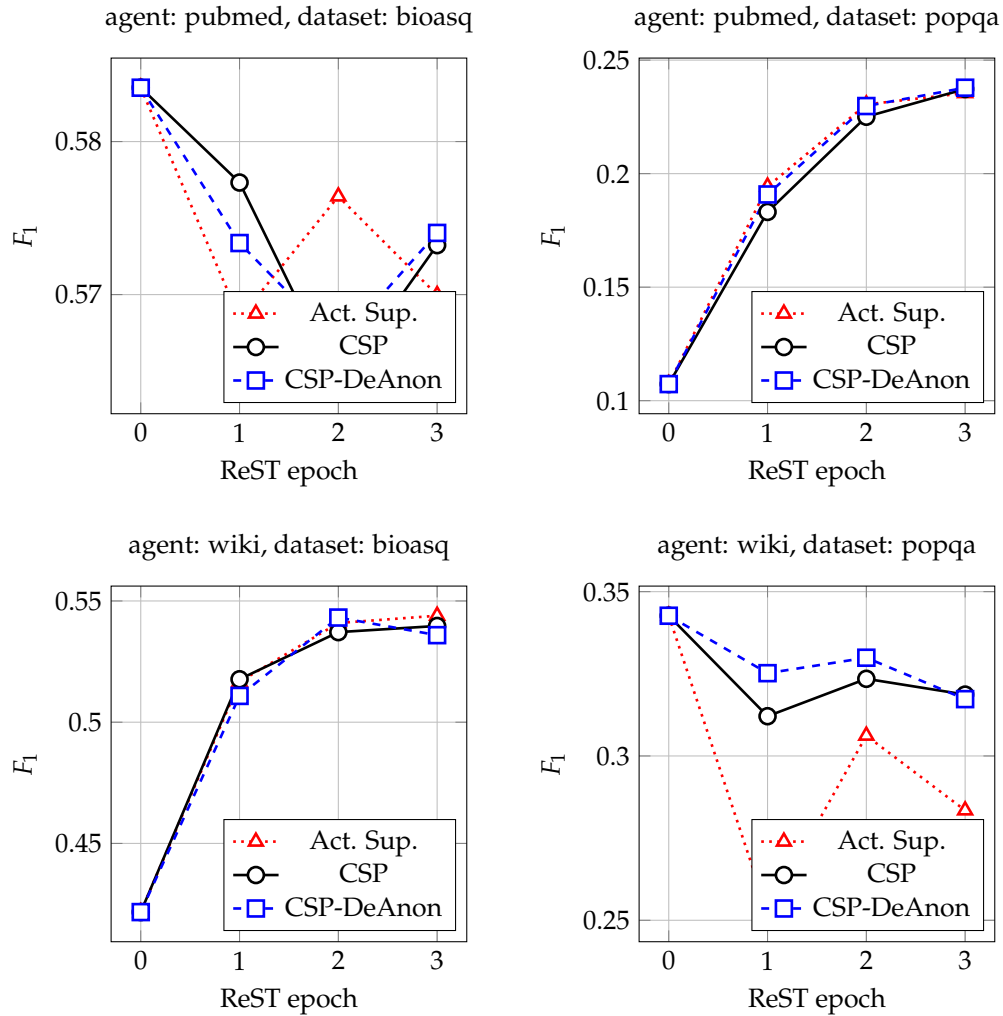 agent: pubmed, dataset: bioasq
0.58
0.57
F1
0 1 2 3
ReST epoch
Act. Sup.
CSP
CSP-DeAnon
agent: pubmed, dataset: popqa
0.25
0.2
0.15
0.1
F1
0 1 2 3
ReST epoch
Act. Sup.
CSP
CSP-DeAnon
agent: wiki, dataset: bioasq
0.55
0.5
0.45
F1
0 1 2 3
ReST epoch
Act. Sup.
CSP
CSP-DeAnon
agent: wiki, dataset: popqa
0.35
0.3
0.25
F1
0 1 2 3
ReST epoch
Act. Sup.
CSP
CSP-DeAnon